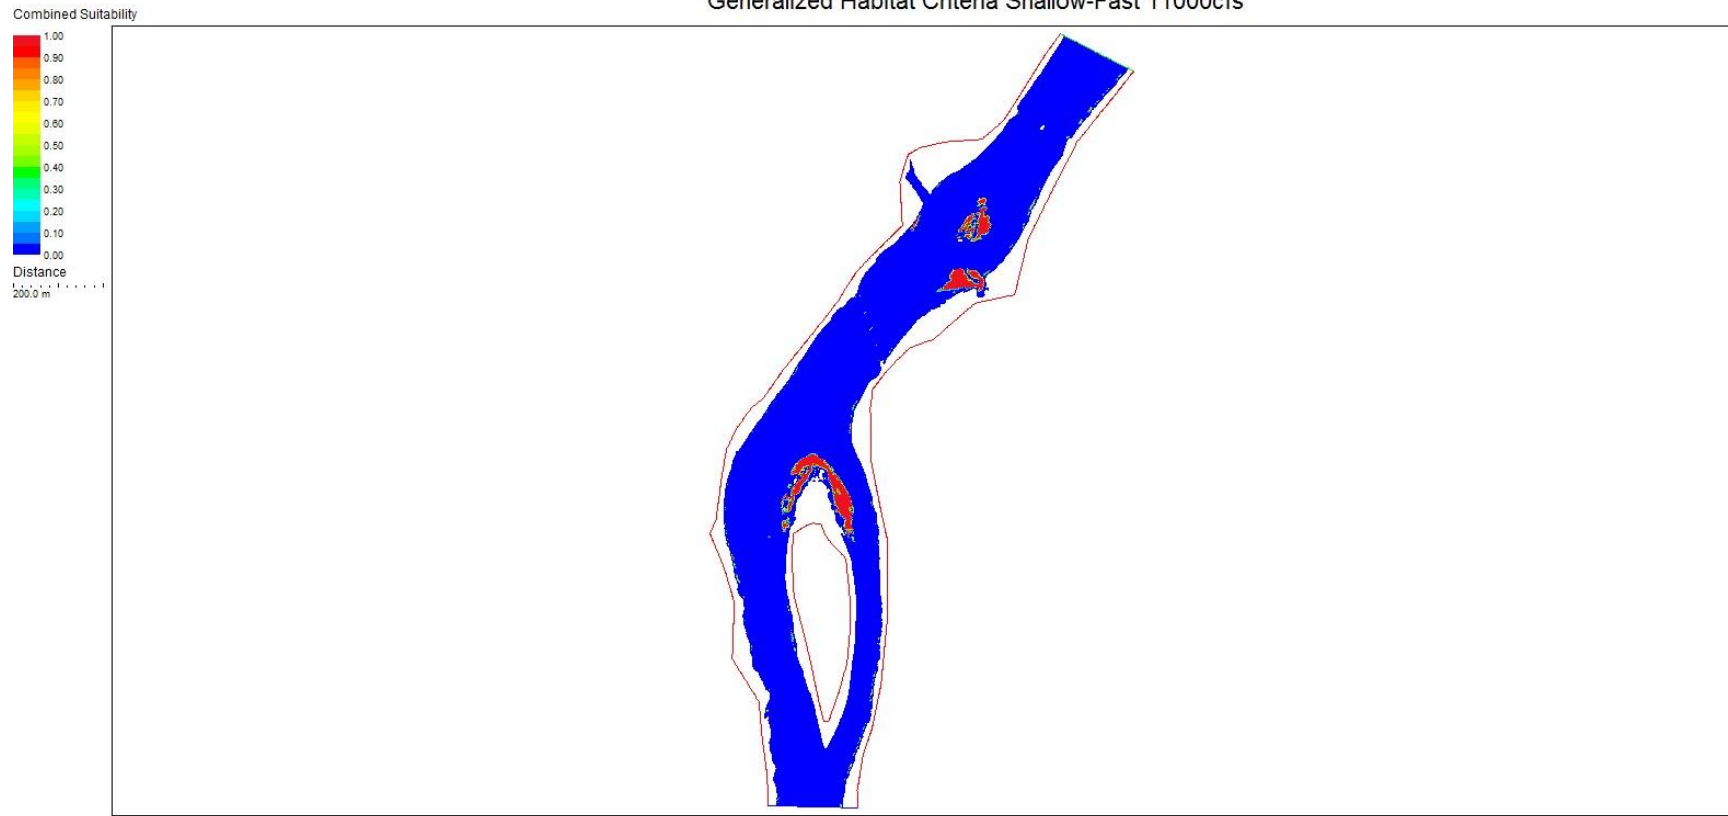 Generalized Habitat Criteria Shallow-Fast 11000cfs
Combined Suitability
1.00
0.90
0.80
0.70
0.60
0.50
0.40
0.30
0.20
0.10
0.00
Distance
200.0 m